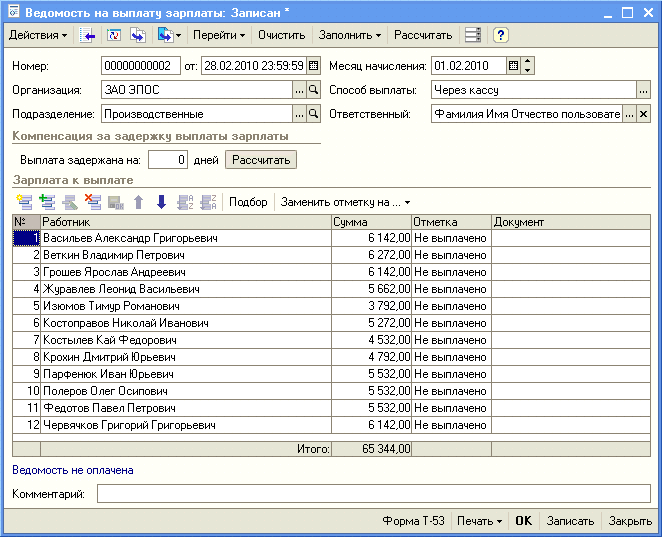 Ведомость на выплату зарплаты: Записан *
Действия Перейти Очистить Заполнить Рассчитать ?
Номер: 00000000002 от: 28.02.2010 23:59:59 Месяц начисления: 01.02.2010
Организация: ЗАО ЭПОС ... Способ выплаты: Через кассу ...
Подразделение: Производственные ... Ответственный: Фамилия Имя Отчество пользовате ... x
Компенсация за задержку выплаты зарплаты
Выплата задержана на: 0 дней Рассчитать
Зарплата к выплате
Подбор Заменить отметку на ...
№ Работник Сумма Отметка Документ
1 Васильев Александр Григорьевич 6 142,00 Не выплачено
2 Веткин Владимир Петрович 6 272,00 Не выплачено
3 Грошев Ярослав Андреевич 6 142,00 Не выплачено
4 Журавлев Леонид Васильевич 5 662,00 Не выплачено
5 Изюмов Тимур Романович 3 792,00 Не выплачено
6 Костоправов Николай Иванович 5 272,00 Не выплачено
7 Костылев Кай Федорович 4 532,00 Не выплачено
8 Крохин Дмитрий Юрьевич 4 792,00 Не выплачено
9 Парфенюк Иван Юрьевич 5 532,00 Не выплачено
10 Полеров Олег Осипович 5 532,00 Не выплачено
11 Федотов Павел Петрович 5 532,00 Не выплачено
12 Червячков Григорий Григорьевич 6 142,00 Не выплачено
Итого: 65 344,00
Ведомость не оплачена
Комментарий:
Форма Т-53 Печать OK Записать Закрыть